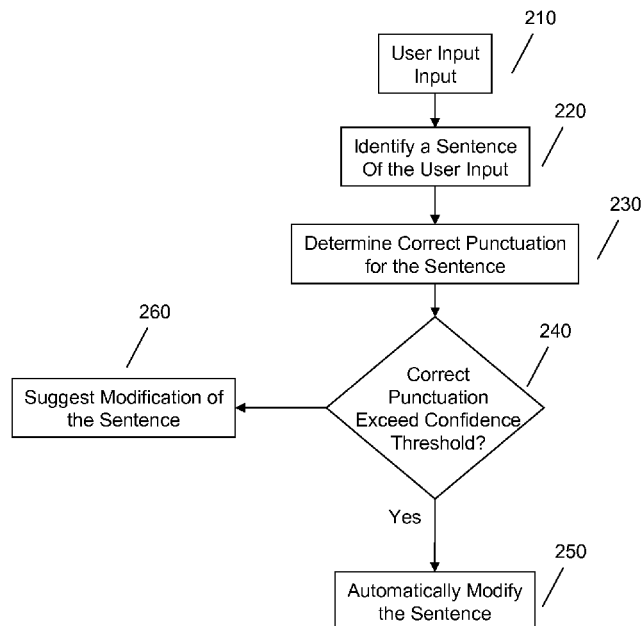 210
User Input
Input
220
Identify a Sentence
Of the User Input
230
Determine Correct Punctuation
for the Sentence
260
240
Suggest Modification of
the Sentence
Correct
Punctuation
Exceed Confidence
Threshold?
Yes
250
Automatically Modify
the Sentence